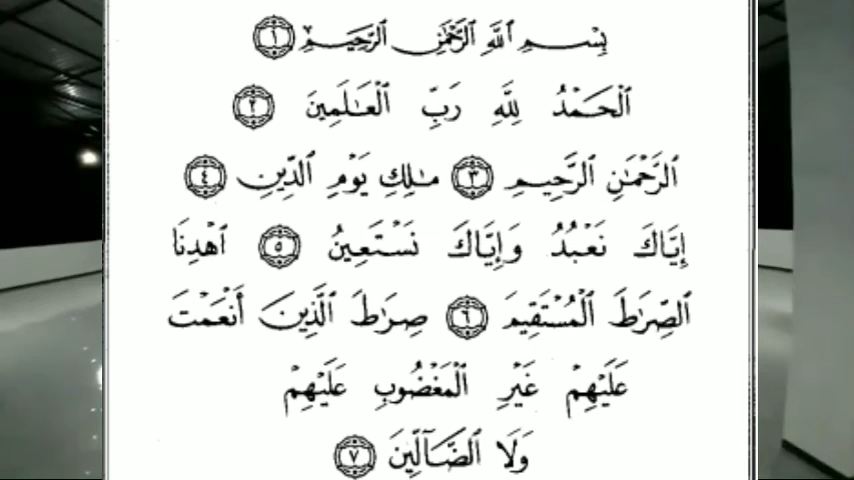 بِسْمِ ٱللَّهِ ٱلرَّحْمَٰنِ ٱلرَّحِيمِ ١
ٱلْحَمْدُ لِلَّهِ رَبِّ ٱلْعَٰلَمِينَ ٢
ٱلرَّحْمَٰنِ ٱلرَّحِيمِ ٣ مَٰلِكِ يَوْمِ ٱلدِّينِ ٤
إِيَّاكَ نَعْبُدُ وَإِيَّاكَ نَسْتَعِينُ ٥ ٱهْدِنَا
ٱلصِّرَٰطَ ٱلْمُسْتَقِيمَ ٦ صِرَٰطَ ٱلَّذِينَ أَنْعَمْتَ
عَلَيْهِمْ غَيْرِ ٱلْمَغْضُوبِ عَلَيْهِمْ
وَلَا ٱلضَّآلِّينَ ٧